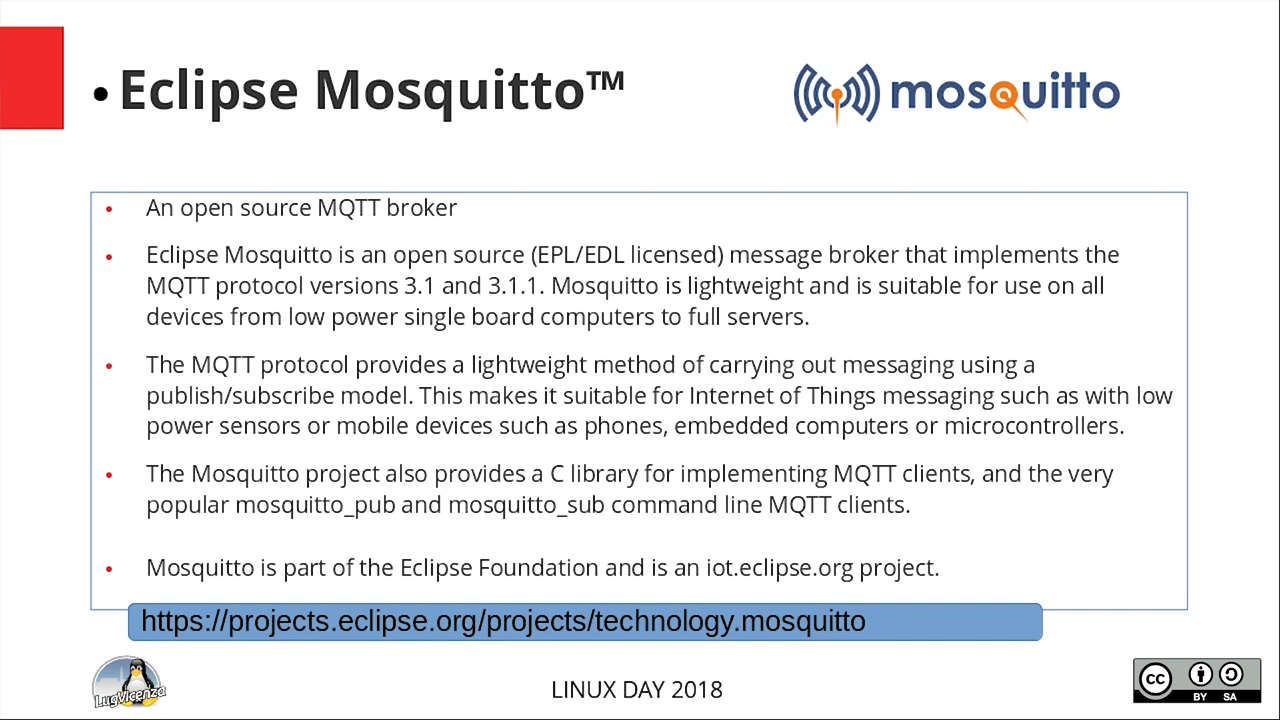 • Eclipse Mosquitto™
mosquitto
• An open source MQTT broker
• Eclipse Mosquitto is an open source (EPL/EDL licensed) message broker that implements the
MQTT protocol versions 3.1 and 3.1.1. Mosquitto is lightweight and is suitable for use on all
devices from low power single board computers to full servers.
• The MQTT protocol provides a lightweight method of carrying out messaging using a
publish/subscribe model. This makes it suitable for Internet of Things messaging such as with low
power sensors or mobile devices such as phones, embedded computers or microcontrollers.
• The Mosquitto project also provides a C library for implementing MQTT clients, and the very
popular mosquitto_pub and mosquitto_sub command line MQTT clients.
• Mosquitto is part of the Eclipse Foundation and is an iot.eclipse.org project.
https://projects.eclipse.org/projects/technology.mosquitto
LugVicenza
LINUX DAY 2018
cc
BY SA